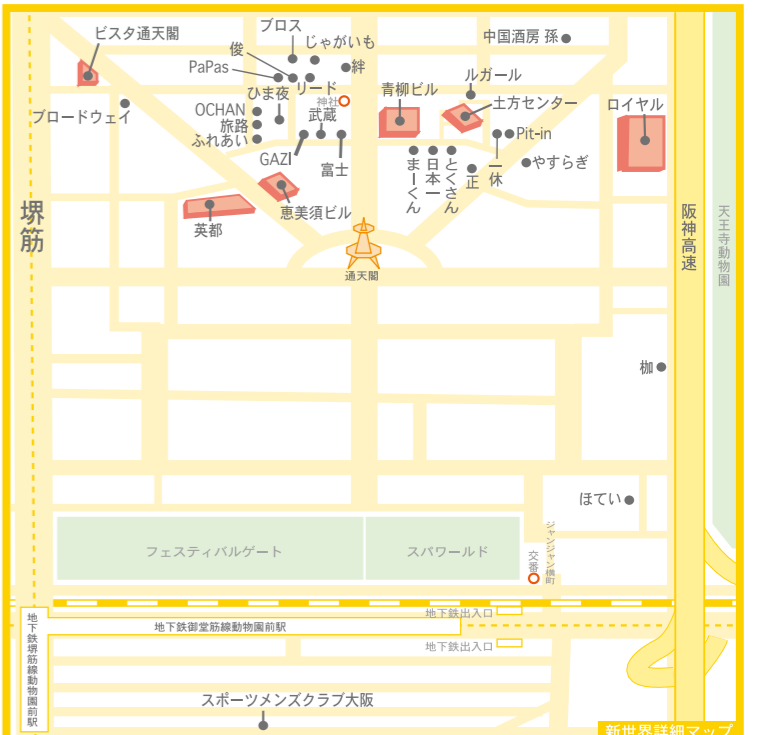 ブロス
ビスタ通天閣
じゃがいも
中国酒房 孫
俊
PaPas
絆
リード
ルガール
ひま夜
青柳ビル
神社
土方センター
ロイヤル
OCHAN
ブロードウェイ
武蔵
旅路
Pit-in
ふれあい
GAZI
富士
まーくん
日本一
とくさん
正
一休
やすらぎ
堺筋
恵美須ビル
英都
阪神高速
天王寺動物園
通天閣
枷
ほてい
フェスティバルゲート
スパワールド
ジャンジャン横町
交番
地下鉄出入口
地下鉄堺筋線動物園前駅
地下鉄御堂筋線動物園前駅
地下鉄出入口
スポーツメンズクラブ大阪
新世界詳細マップ